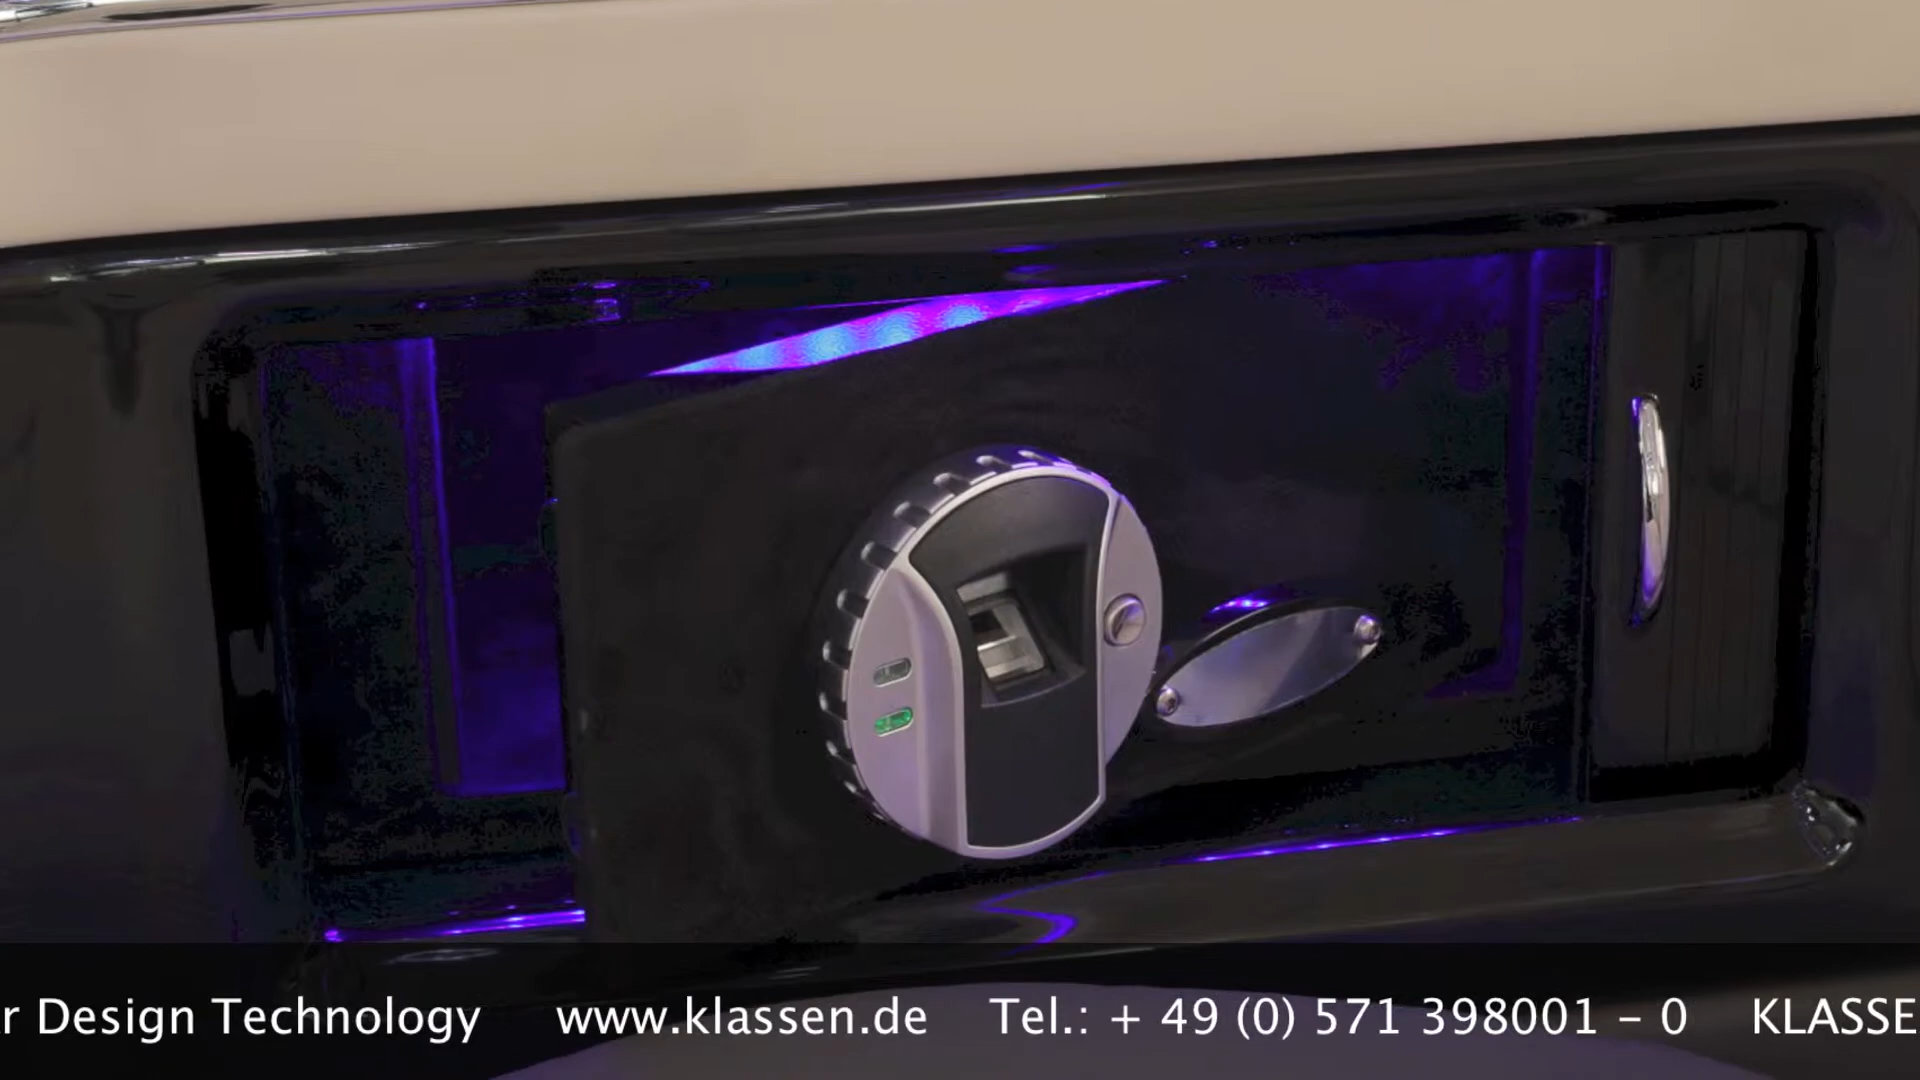 r Design Technology www.klassen.de Tel.: + 49 (0) 571 398001 – 0 KLASSE